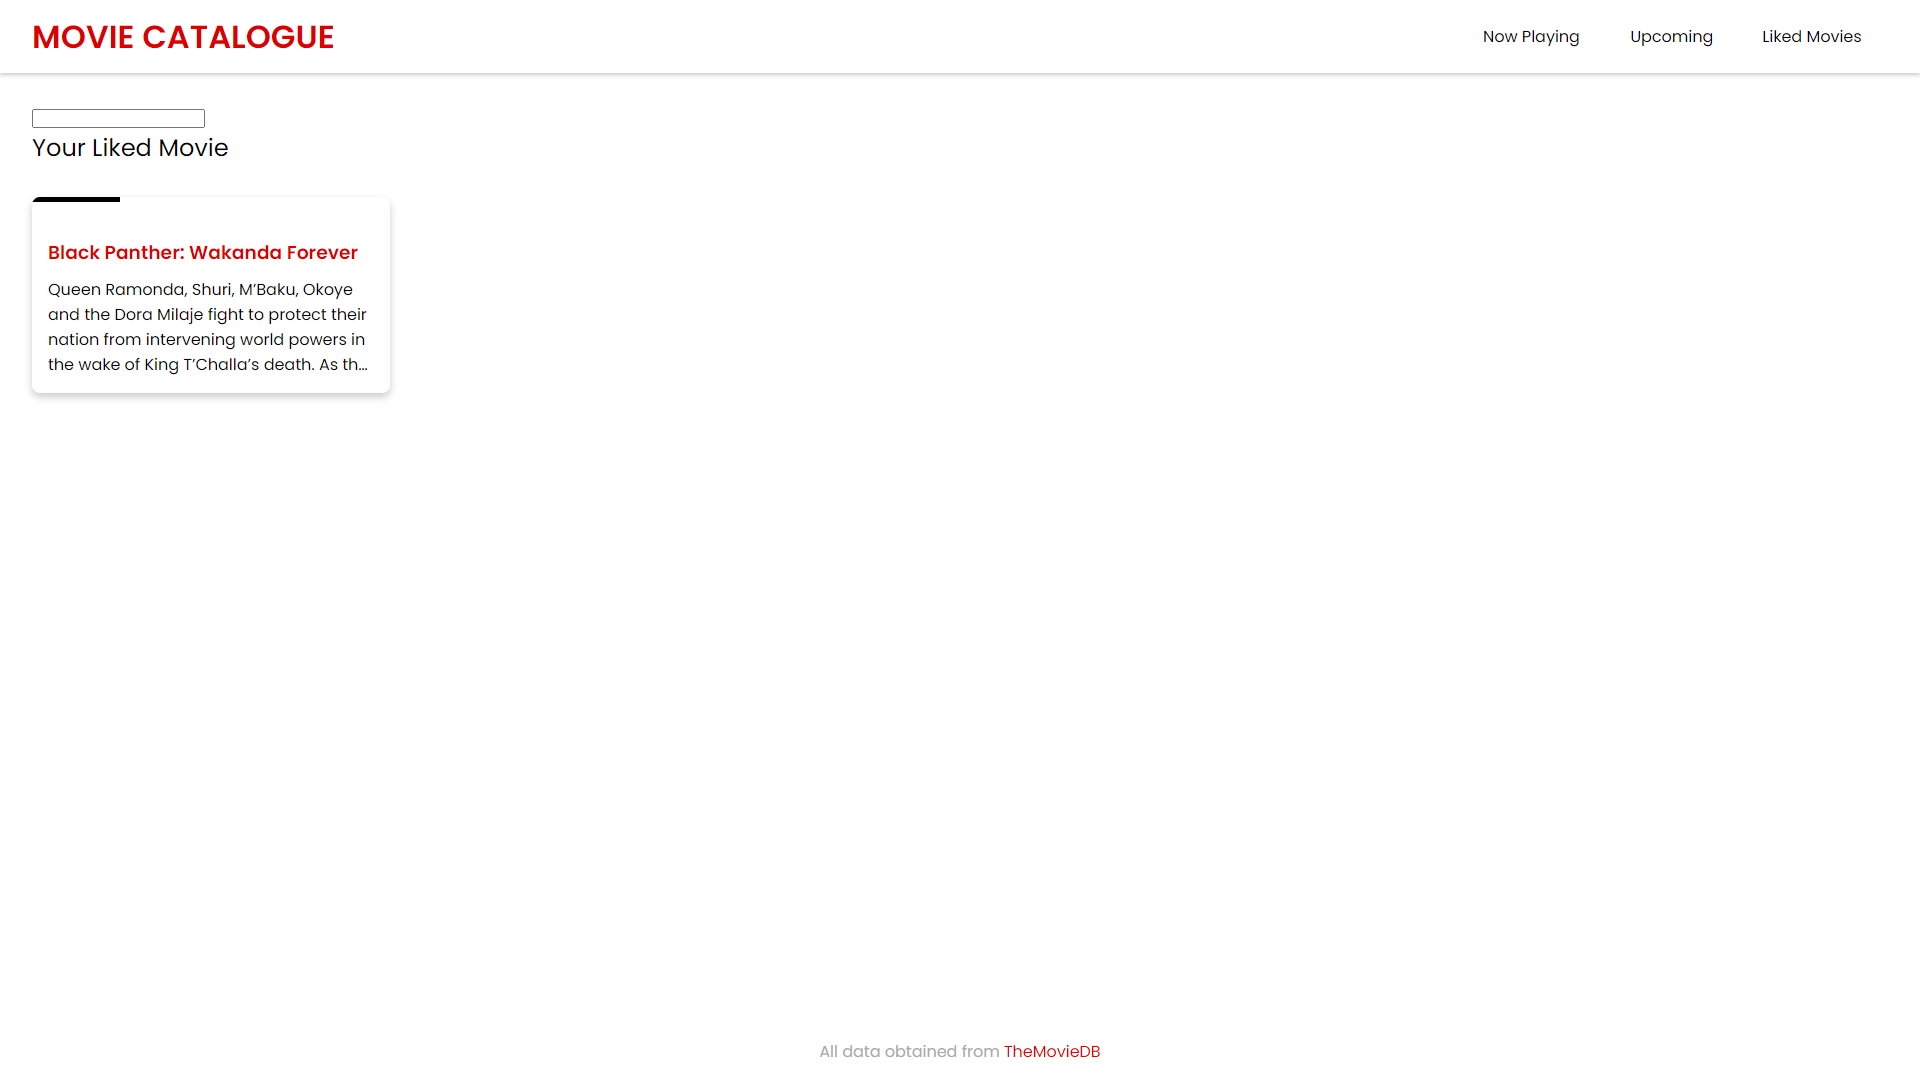 MOVIE CATALOGUE
Now Playing
Upcoming
Liked Movies
Your Liked Movie
Black Panther: Wakanda Forever
Queen Ramonda, Shuri, M’Baku, Okoye
and the Dora Milaje fight to protect their
nation from intervening world powers in
the wake of King T’Challa’s death. As th...
All data obtained from TheMovieDB